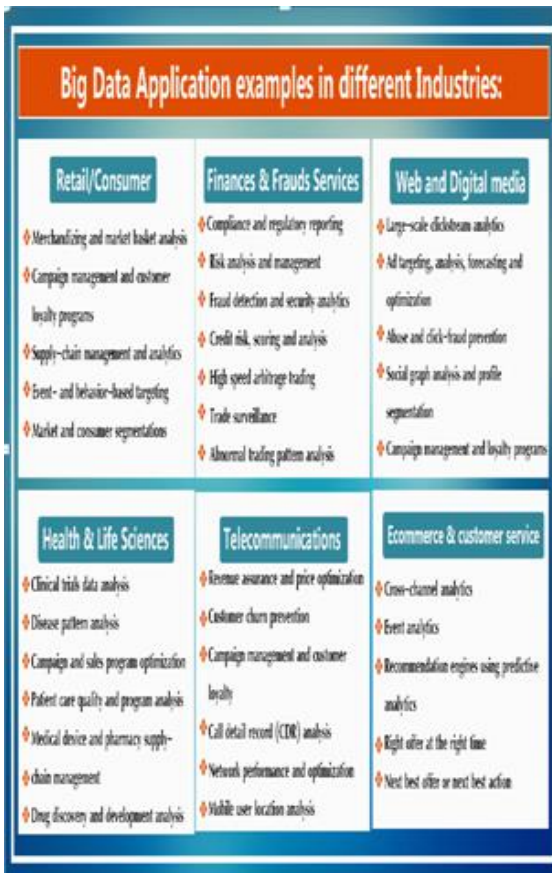 Big Data Application examples in different Industries:
Retail/Consumer
Merchandizing and market basket analysis
Campaign management and customer
loyalty programs
Supply-chain management and analytics
Event- and behavior-based targeting
Market and consumer segmentations
Finances & Frauds Services
Compliance and regulatory reporting
Risk analysis and management
Fraud detection and security analytics
Credit risk, scoring and analysis
High speed arbitrage trading
Trade surveillance
Abnormal trading pattern analysis
Web and Digital media
Large-scale clickstream analytics
Ad targeting, analysis, forecasting and
optimization
Abuse and click-fraud prevention
Social graph analysis and profile
segmentation
Campaign management and loyalty programs
Health & Life Sciences
Clinical trials data analysis
Disease pattern analysis
Campaign and sales program optimization
Patient care quality and program analysis
Medical device and pharmacy supply-
chain management
Drug discovery and development analysis
Telecommunications
Revenue assurance and price optimization
Customer churn prevention
Campaign management and customer
loyalty
Call detail record (CDR) analysis
Network performance and optimization
Mobile user location analysis
Ecommerce & customer service
Cross-channel analytics
Event analytics
Recommendation engines using predictive
analytics
Right offer at the right time
Next best offer or next best action